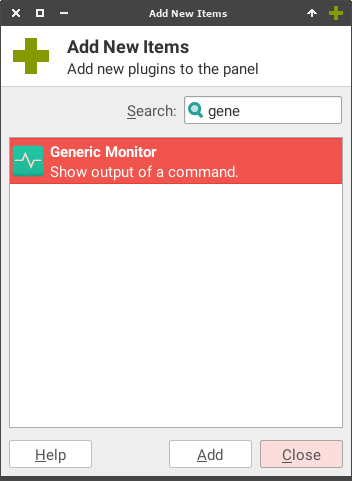 Add New Items
Add New Items
Add new plugins to the panel
Search: gene
Generic Monitor
Show output of a command.
Help Add Close